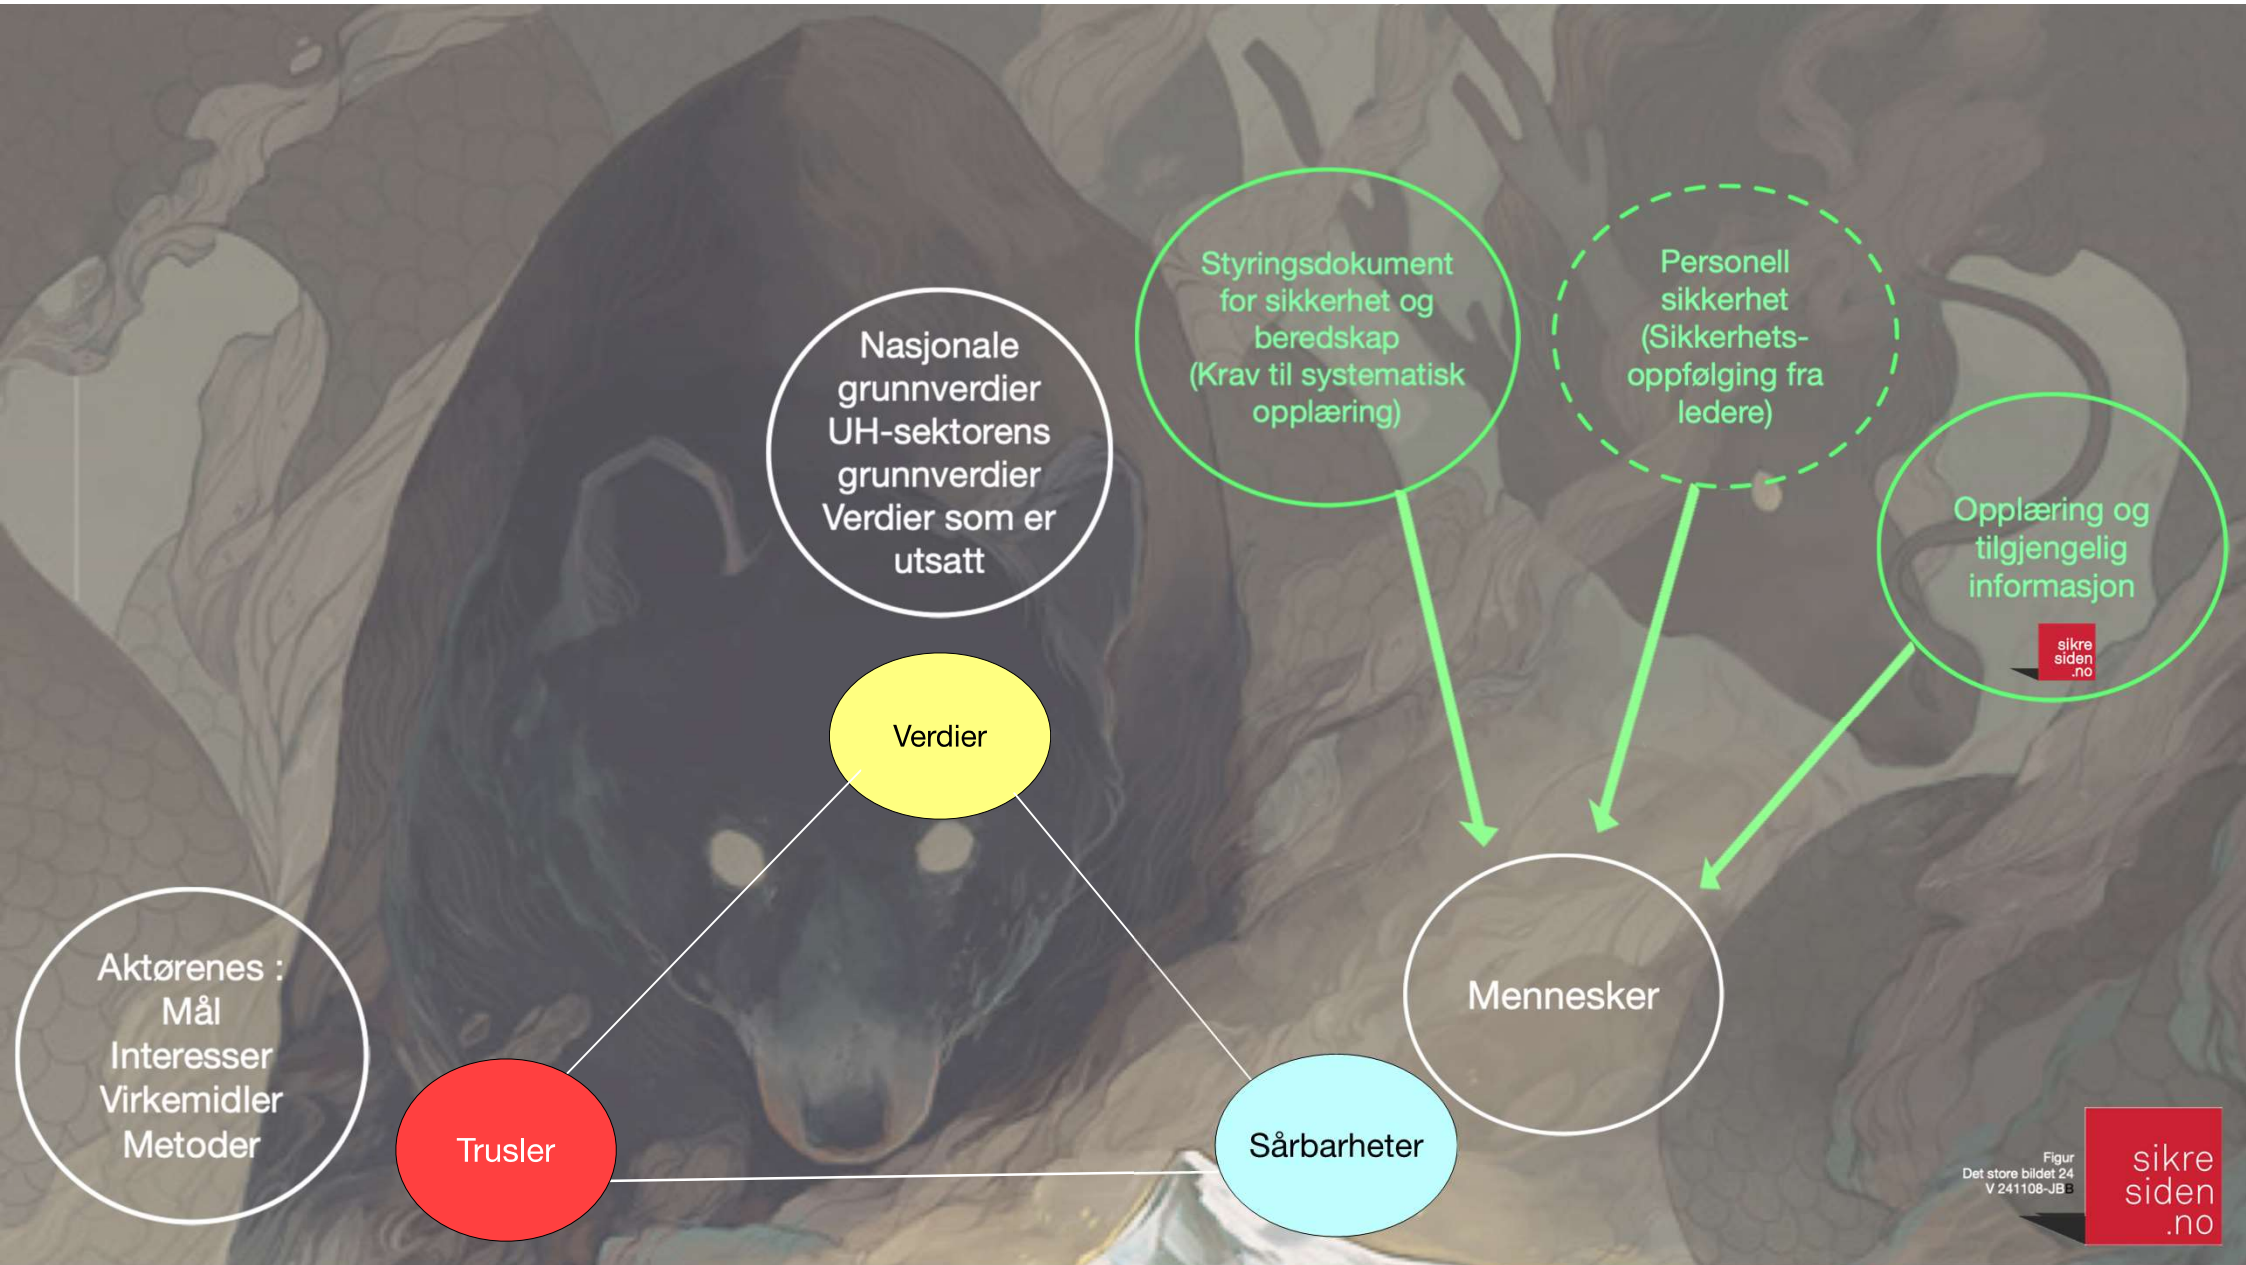 Styringsdokument
for sikkerhet og
beredskap
(Krav til systematisk
opplæring)
Personell
sikkerhet
(Sikkerhets-
oppfølging fra
ledere)
Nasjonale
grunnverdier
UH-sektorens
grunnverdier
Verdier som er
utsatt
Opplæring og
tilgjengelig
informasjon
sikre
siden
.no
Verdier
Aktørenes :
Mål
Interesser
Virkemidler
Metoder
Mennesker
Trusler
Sårbarheter
Figur
Det store bildet 24
V 241108-JBB
sikre
siden
.no